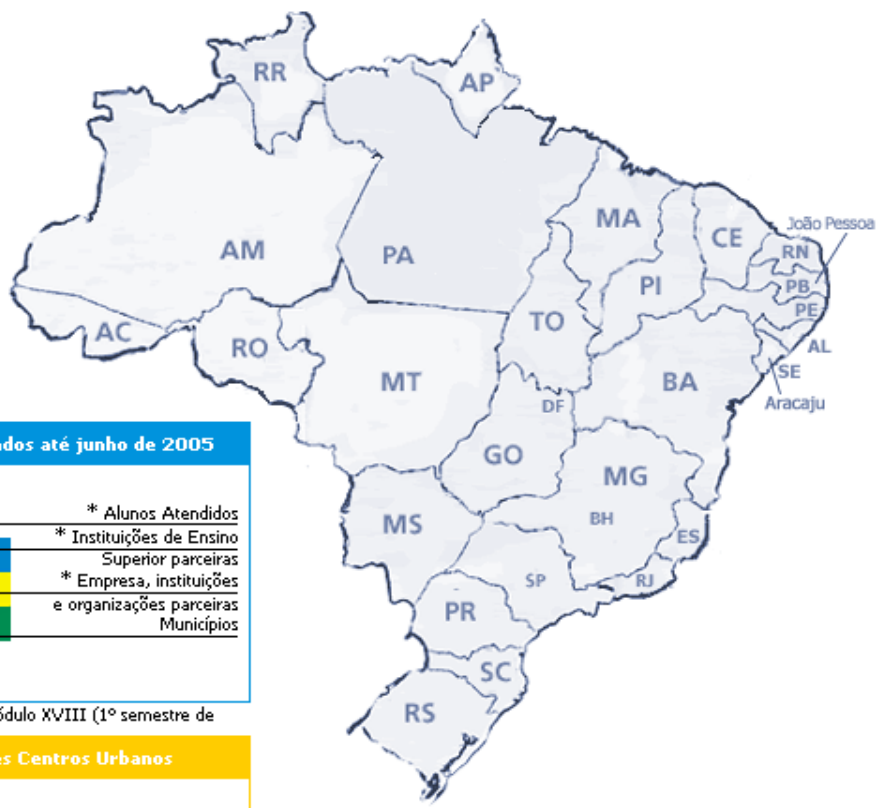 RR
AP
AM
PA
MA
CE
João Pessoa
RN
PB
PE
PI
TO
AL
SE
Aracaju
AC
RO
MT
BA
DF
GO
MG
BH
ES
MS
SP
RJ
PR
SC
RS
dos até junho de 2005
* Alunos Atendidos
* Instituições de Ensino
Superior parceiras
* Empresa, instituições
e organizações parceiras
Municípios
ódulo XVIII (1º semestre de
s Centros Urbanos